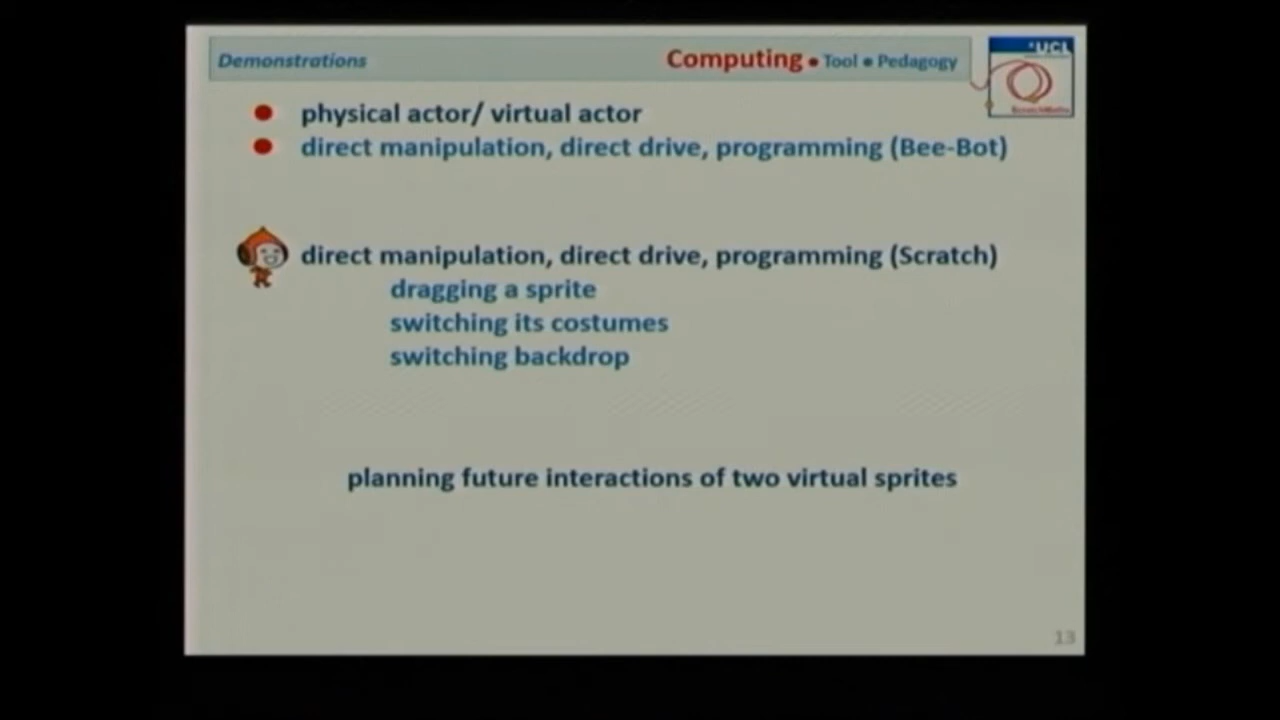 Demonstrations
Computing • Tool • Pedagogy
UCL
ScratchMaths
physical actor/ virtual actor
direct manipulation, direct drive, programming (Bee-Bot)
direct manipulation, direct drive, programming (Scratch)
dragging a sprite
switching its costumes
switching backdrop
planning future interactions of two virtual sprites
13